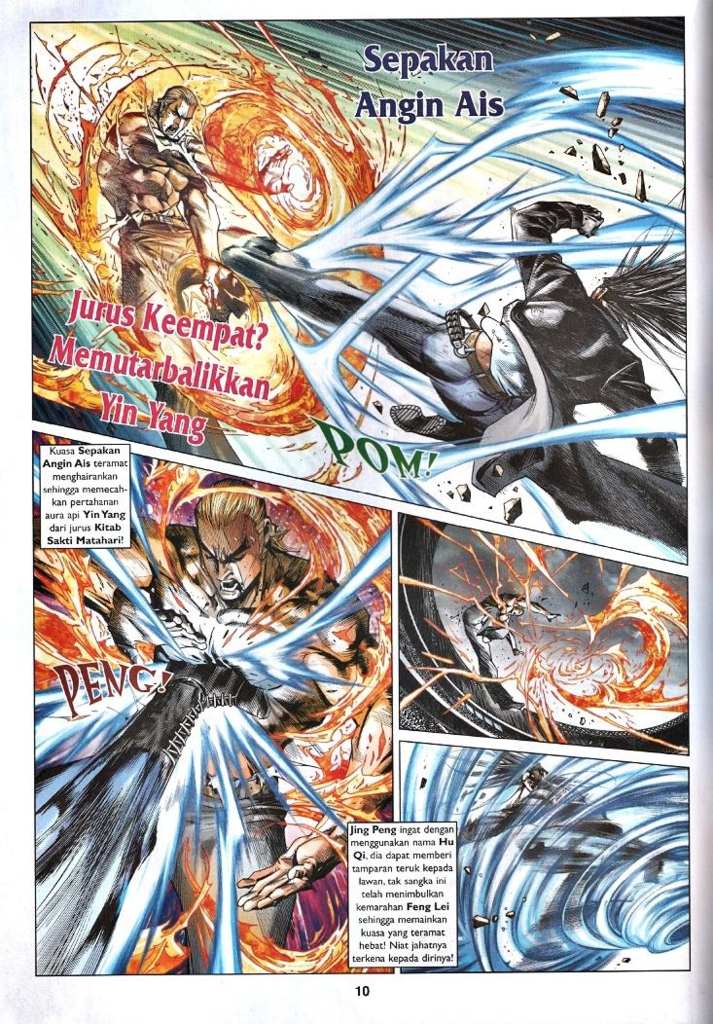 Sepakan
Angin Ais
Jurus Keempat?
Memutarbalikkan
Yin Yang
POM!
Kuasa Sepakan
Angin Ais teramat
menghairankan
sehingga memecah-
kan pertahanan
aura api Yin Yang
dari jurus Kitab
Sakti Matahari!
PENG!
Jing Peng ingat dengan
menggunakan nama Hu
Qi, dia dapat memberi
tamparan teruk kepada
lawan, tak sangka ini
telah menimbulkan
kemarahan Feng Lei
sehingga memainkan
kuasa yang teramat
hebat! Niat jahatnya
terkena kepada dirinya!
10